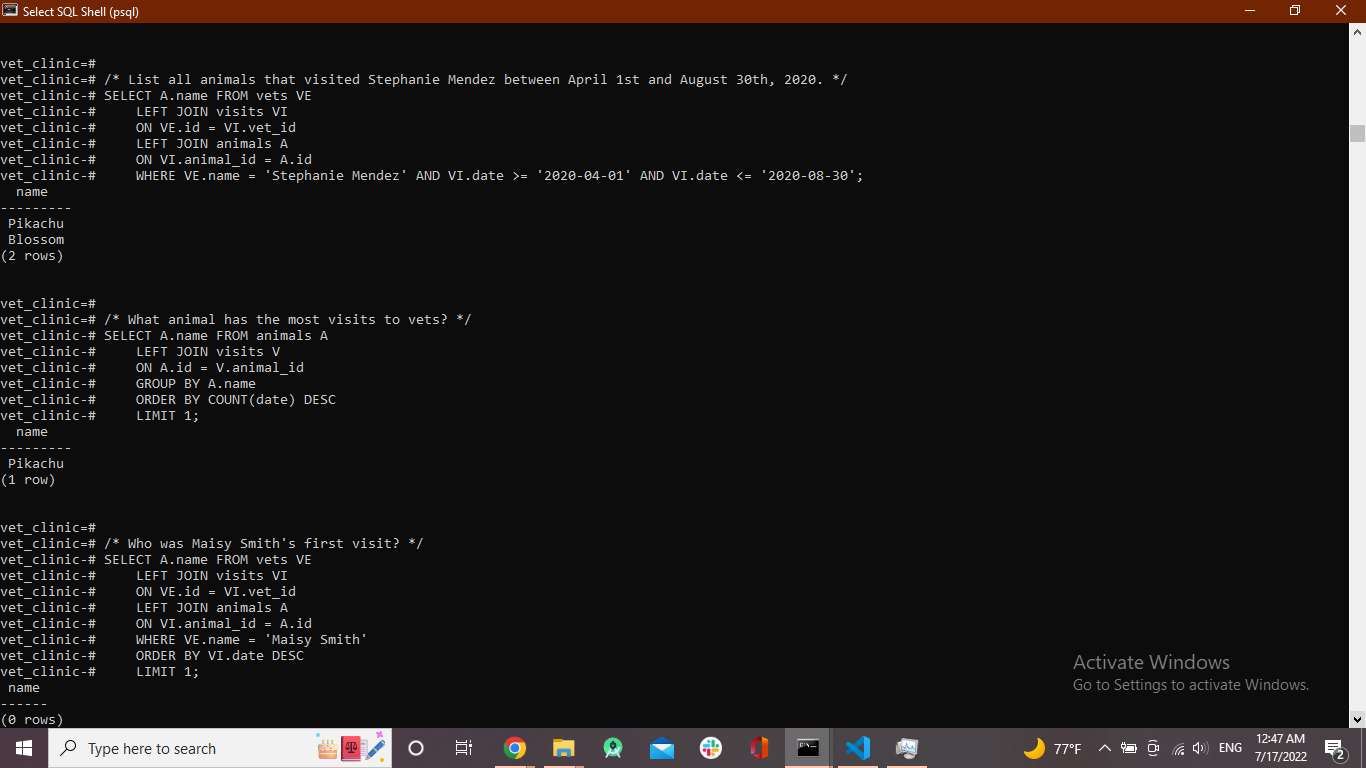 Select SQL Shell (psql)
vet_clinic=#
vet_clinic=# /* List all animals that visited Stephanie Mendez between April 1st and August 30th, 2020. */
vet_clinic-# SELECT A.name FROM vets VE
vet_clinic-#     LEFT JOIN visits VI
vet_clinic-#     ON VE.id = VI.vet_id
vet_clinic-#     LEFT JOIN animals A
vet_clinic-#     ON VI.animal_id = A.id
vet_clinic-#     WHERE VE.name = 'Stephanie Mendez' AND VI.date >= '2020-04-01' AND VI.date <= '2020-08-30';
  name
---------
 Pikachu
 Blossom
(2 rows)
vet_clinic=#
vet_clinic=# /* What animal has the most visits to vets? */
vet_clinic-# SELECT A.name FROM animals A
vet_clinic-#     LEFT JOIN visits V
vet_clinic-#     ON A.id = V.animal_id
vet_clinic-#     GROUP BY A.name
vet_clinic-#     ORDER BY COUNT(date) DESC
vet_clinic-#     LIMIT 1;
  name
---------
 Pikachu
(1 row)
vet_clinic=#
vet_clinic=# /* Who was Maisy Smith's first visit? */
vet_clinic-# SELECT A.name FROM vets VE
vet_clinic-#     LEFT JOIN visits VI
vet_clinic-#     ON VE.id = VI.vet_id
vet_clinic-#     LEFT JOIN animals A
vet_clinic-#     ON VI.animal_id = A.id
vet_clinic-#     WHERE VE.name = 'Maisy Smith'
vet_clinic-#     ORDER BY VI.date DESC
vet_clinic-#     LIMIT 1;
 name
------
(0 rows)
Activate Windows
Go to Settings to activate Windows.
Type here to search
77°F
ENG
12:47 AM
7/17/2022
2